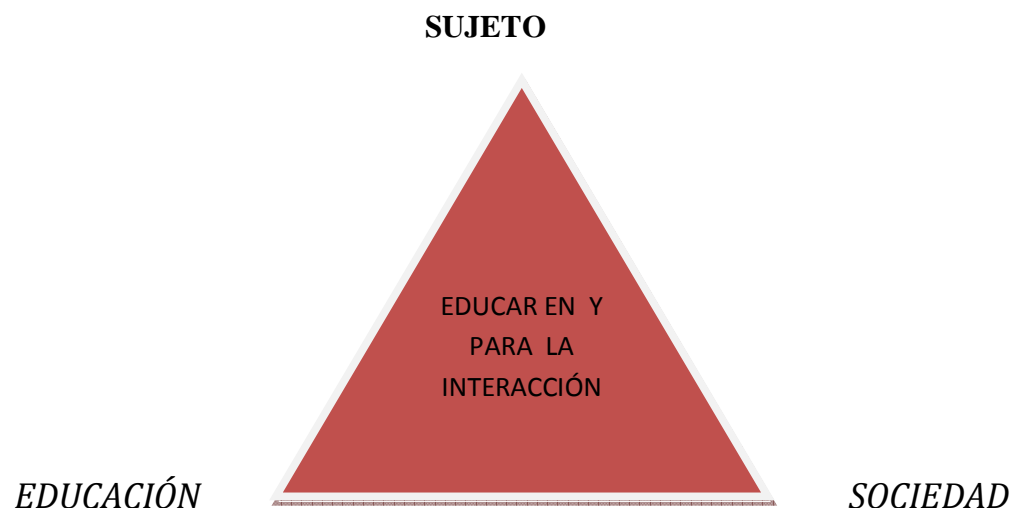 SUJETO
EDUCAR EN  Y
PARA  LA
INTERACCIÓN
EDUCACIÓN
SOCIEDAD